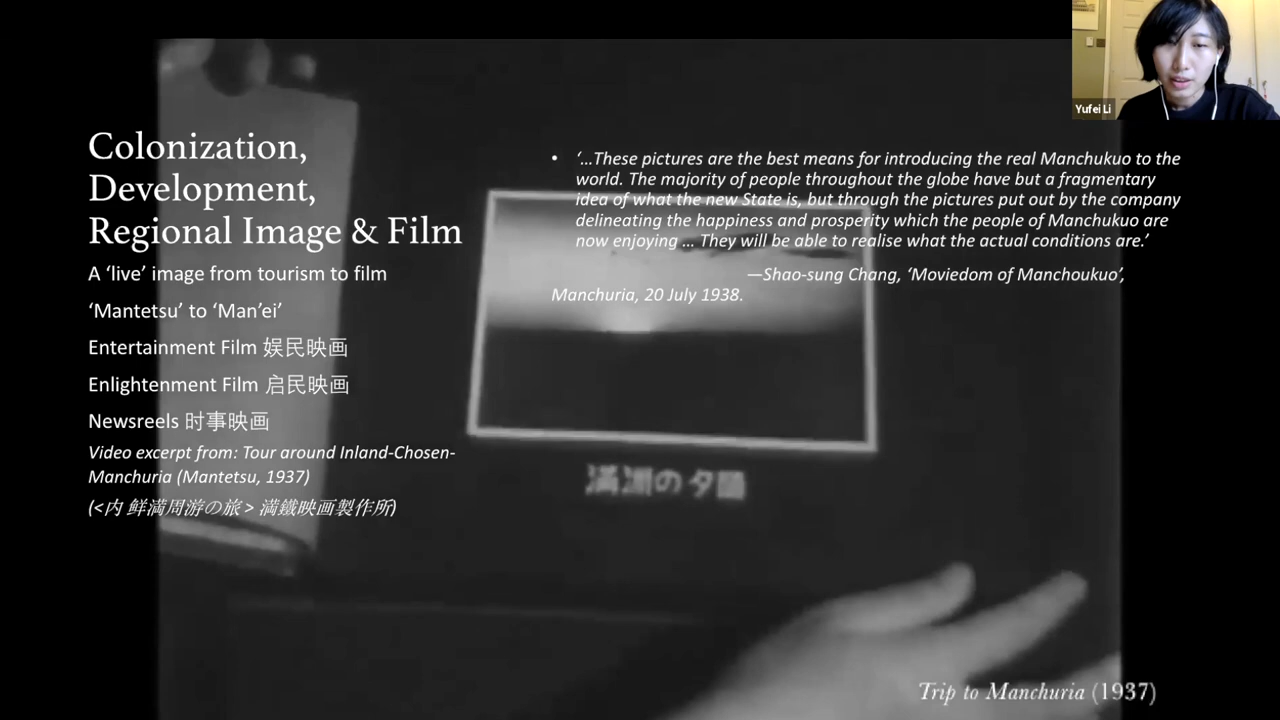 Yufei Li
Colonization,
Development,
Regional Image & Film
A ‘live’ image from tourism to film
‘Mantetsu’ to ‘Man’ei’
Entertainment Film 娱民映画
Enlightenment Film 启民映画
Newsreels 时事映画
Video excerpt from: Tour around Inland-Chosen-
Manchuria (Mantetsu, 1937)
(<内 鮮満周游の旅> 満鐵映画製作所)
• ‘…These pictures are the best means for introducing the real Manchukuo to the
world. The majority of people throughout the globe have but a fragmentary
idea of what the new State is, but through the pictures put out by the company
delineating the happiness and prosperity which the people of Manchukuo are
now enjoying … They will be able to realise what the actual conditions are.’
—Shao-sung Chang, ‘Moviedom of Manchoukuo’,
Manchuria, 20 July 1938.
滿洲の夕陽
Trip to Manchuria (1937)